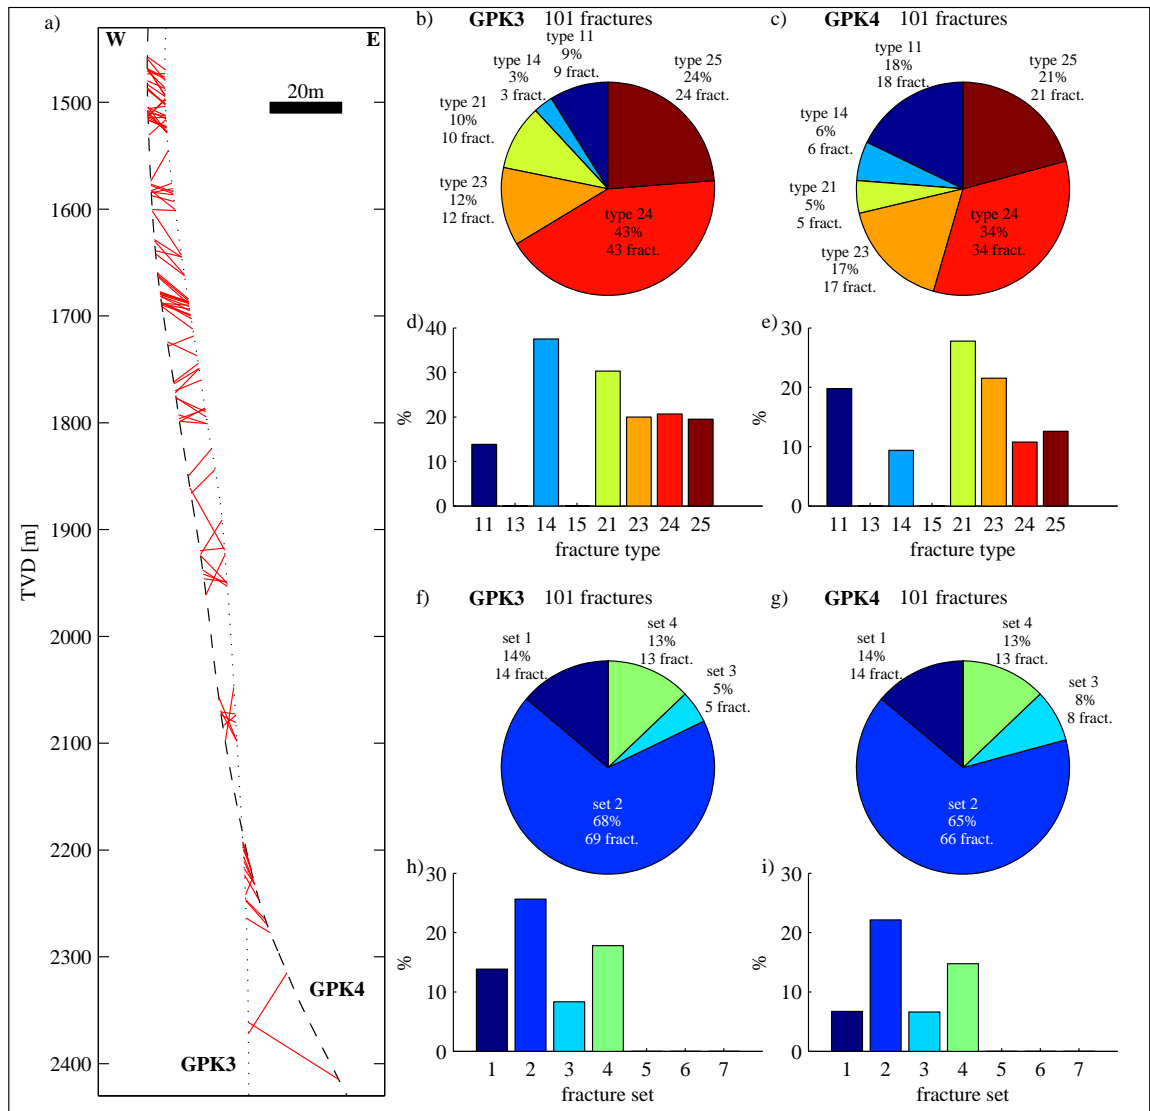 a)
W
E
20m
1500
1600
1700
1800
1900
2000
2100
2200
2300
2400
TVD [m]
GPK4
GPK3
b) GPK3 101 fractures
type 11
9%
9 fract.
type 14
3%
3 fract.
type 21
10%
10 fract.
type 23
12%
12 fract.
type 24
43%
43 fract.
type 25
24%
24 fract.
c) GPK4 101 fractures
type 11
18%
18 fract.
type 14
6%
6 fract.
type 21
5%
5 fract.
type 23
17%
17 fract.
type 24
34%
34 fract.
type 25
21%
21 fract.
d)
40
30
20
10
0
%
11 13 14 15 21 23 24 25
fracture type
e)
30
20
10
0
%
11 13 14 15 21 23 24 25
fracture type
f) GPK3 101 fractures
set 1
14%
14 fract.
set 4
13%
13 fract.
set 3
5%
5 fract.
set 2
68%
69 fract.
g) GPK4 101 fractures
set 1
14%
14 fract.
set 4
13%
13 fract.
set 3
8%
8 fract.
set 2
65%
66 fract.
h)
30
20
10
0
%
1 2 3 4 5 6 7
fracture set
i)
30
20
10
0
%
1 2 3 4 5 6 7
fracture set